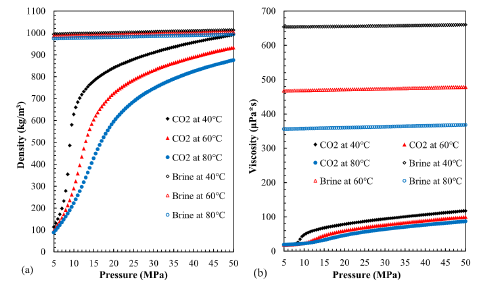 1100
1000
900
800
700
600
500
400
300
200
100
0
Density (kg/m³)
CO2 at 40°C
CO2 at 60°C
CO2 at 80°C
Brine at 40°C
Brine at 60°C
Brine at 80°C
5 10 15 20 25 30 35 40 45 50
(a) Pressure (MPa)
700
600
500
400
300
200
100
0
Viscosity (μPa·*s)
CO2 at 40°C CO2 at 60°C
CO2 at 80°C Brine at 40°C
Brine at 60°C Brine at 80°C
5 10 15 20 25 30 35 40 45 50
(b) Pressure (MPa)